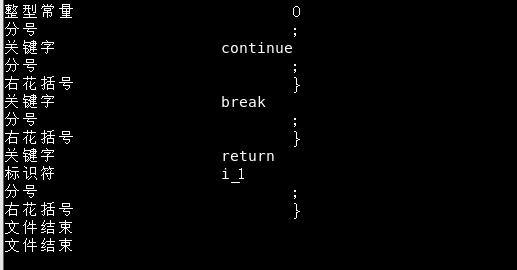 整型常量 0
分号 ;
关键字 continue
分号 ;
右花括号 }
关键字 break
分号 ;
右花括号 }
关键字 return
标识符 i_1
分号 ;
右花括号 }
文件结束
文件结束